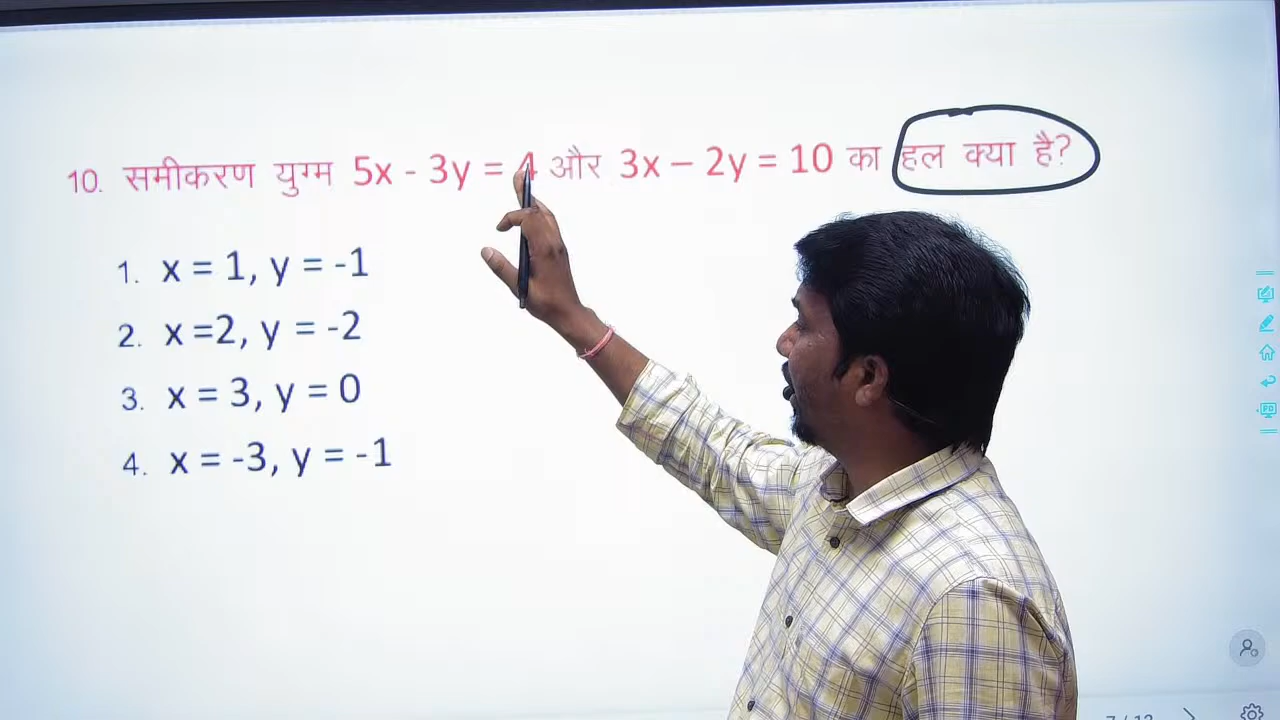 10. समीकरण युग्म 5x - 3y = 4 और 3x – 2y = 10 का हल क्या है?
1. x = 1, y = -1
2. x =2, y = -2
3. x = 3, y = 0
4. x = -3, y = -1